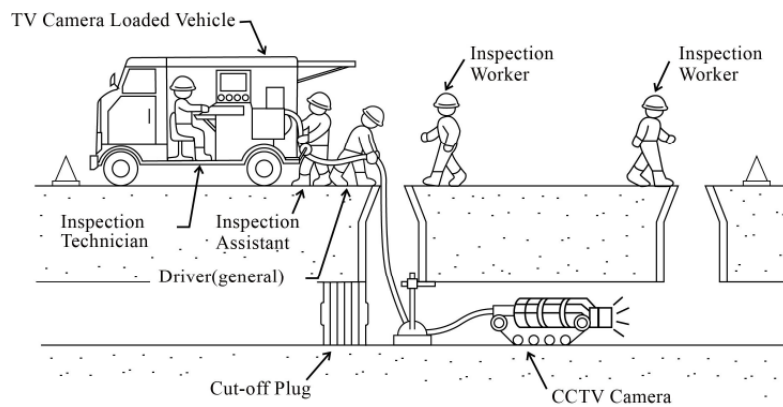 TV Camera Loaded Vehicle
Inspection
Worker
Inspection
Worker
Inspection
Technician
Inspection
Assistant
Driver(general)
Cut-off Plug
CCTV Camera